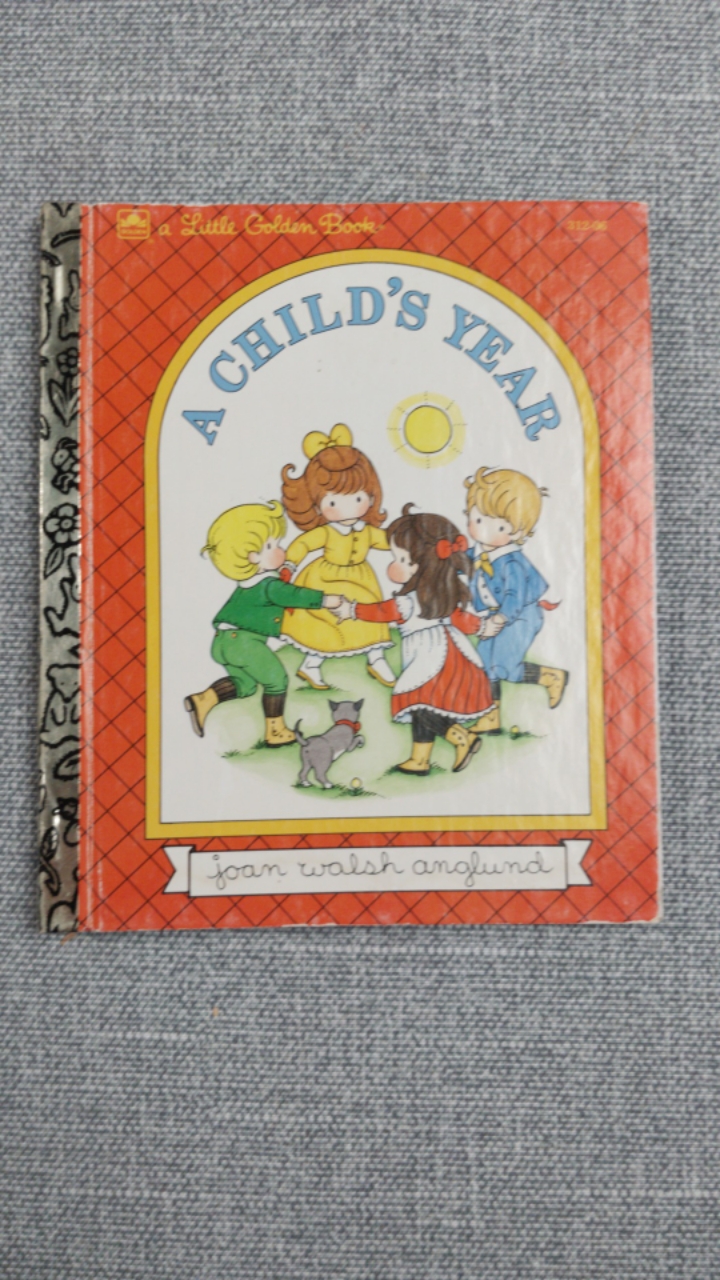 a Little Golden Book
312-06
A CHILD'S YEAR
joan walsh anglund